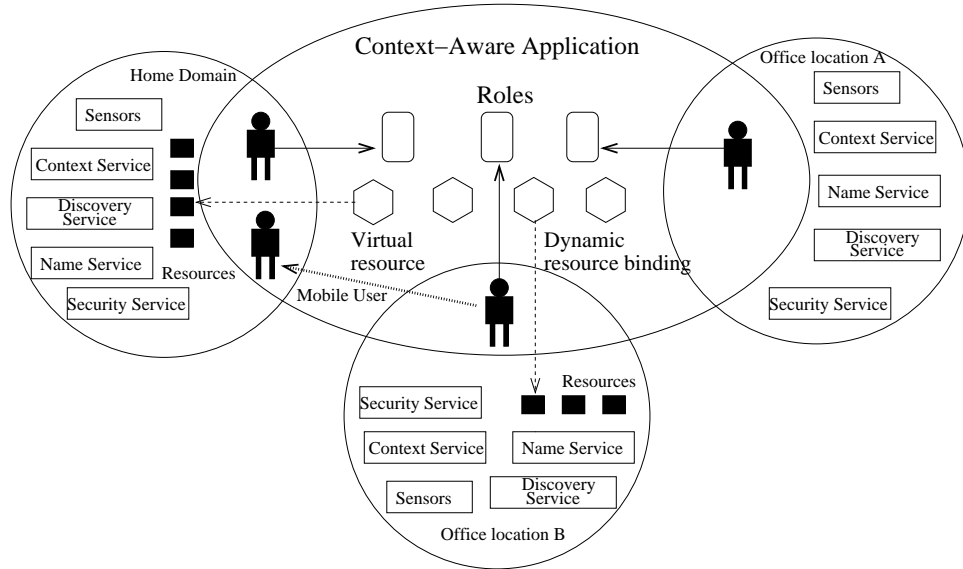 Context–Aware Application
Roles
Virtual
resource
Dynamic
resource binding
Home Domain
Sensors
Context Service
Discovery
Service
Name Service
Resources
Security Service
Mobile User
Office location A
Sensors
Context Service
Name Service
Discovery
Service
Security Service
Resources
Security Service
Context Service
Name Service
Sensors
Discovery
Service
Office location B